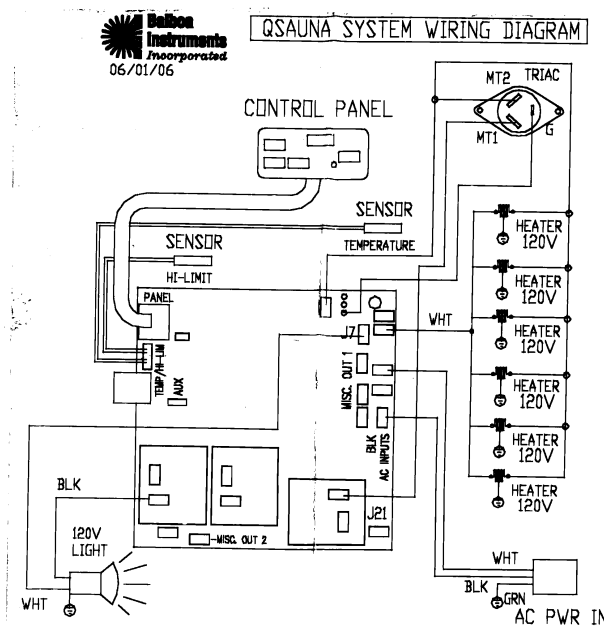 Balboa
Instruments
Incorporated
06/01/06
QSAUNA SYSTEM WIRING DIAGRAM
MT2
TRIAC
MT1
G
CONTROL PANEL
SENSOR
TEMPERATURE
SENSOR
HI-LIMIT
PANEL
TEMP/HI-LIM
AUX
J7
MISC. OUT 1
BLK
AC INPUTS
WHT
HEATER
120V
HEATER
120V
HEATER
120V
HEATER
120V
HEATER
120V
HEATER
120V
BLK
120V
LIGHT
WHT
MISC. OUT 2
J21
WHT
BLK
GRN
AC PWR IN